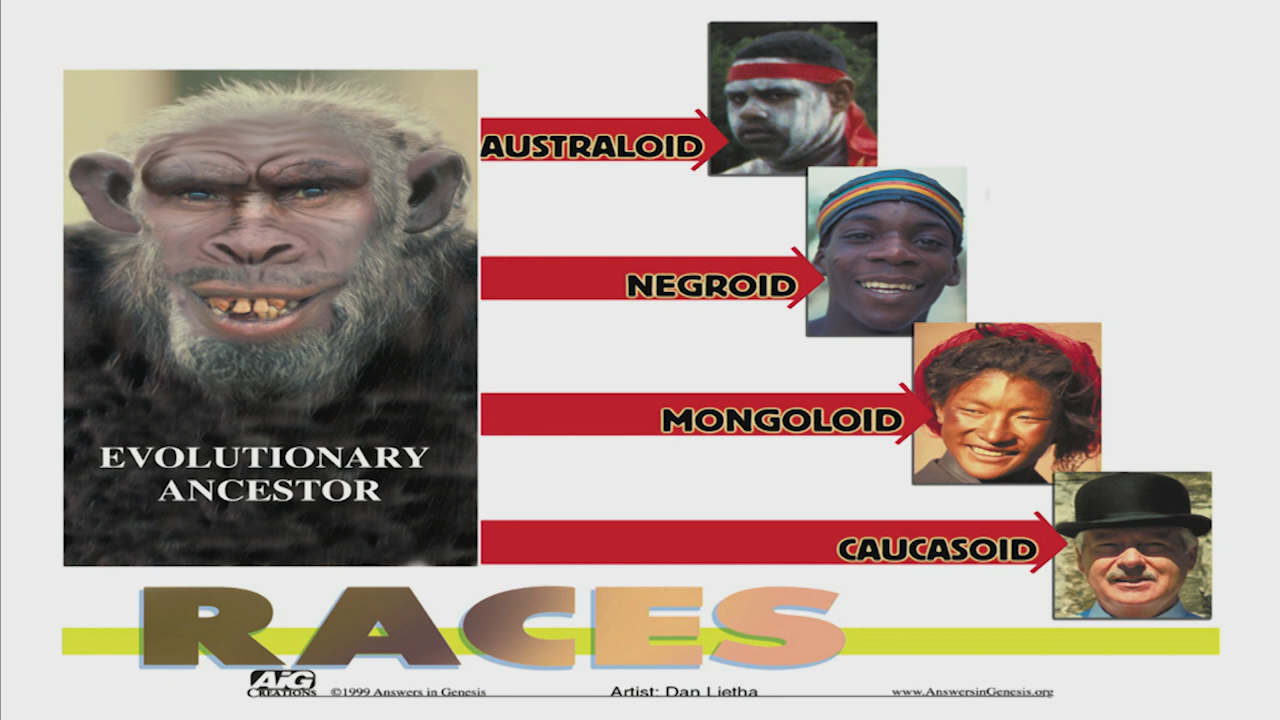 AUSTRALOID
NEGROID
MONGOLOID
CAUCASOID
EVOLUTIONARY
ANCESTOR
RACES
AiG
CREATIONS
©1999 Answers in Genesis
Artist: Dan Lietha
www.AnswersinGenesis.org